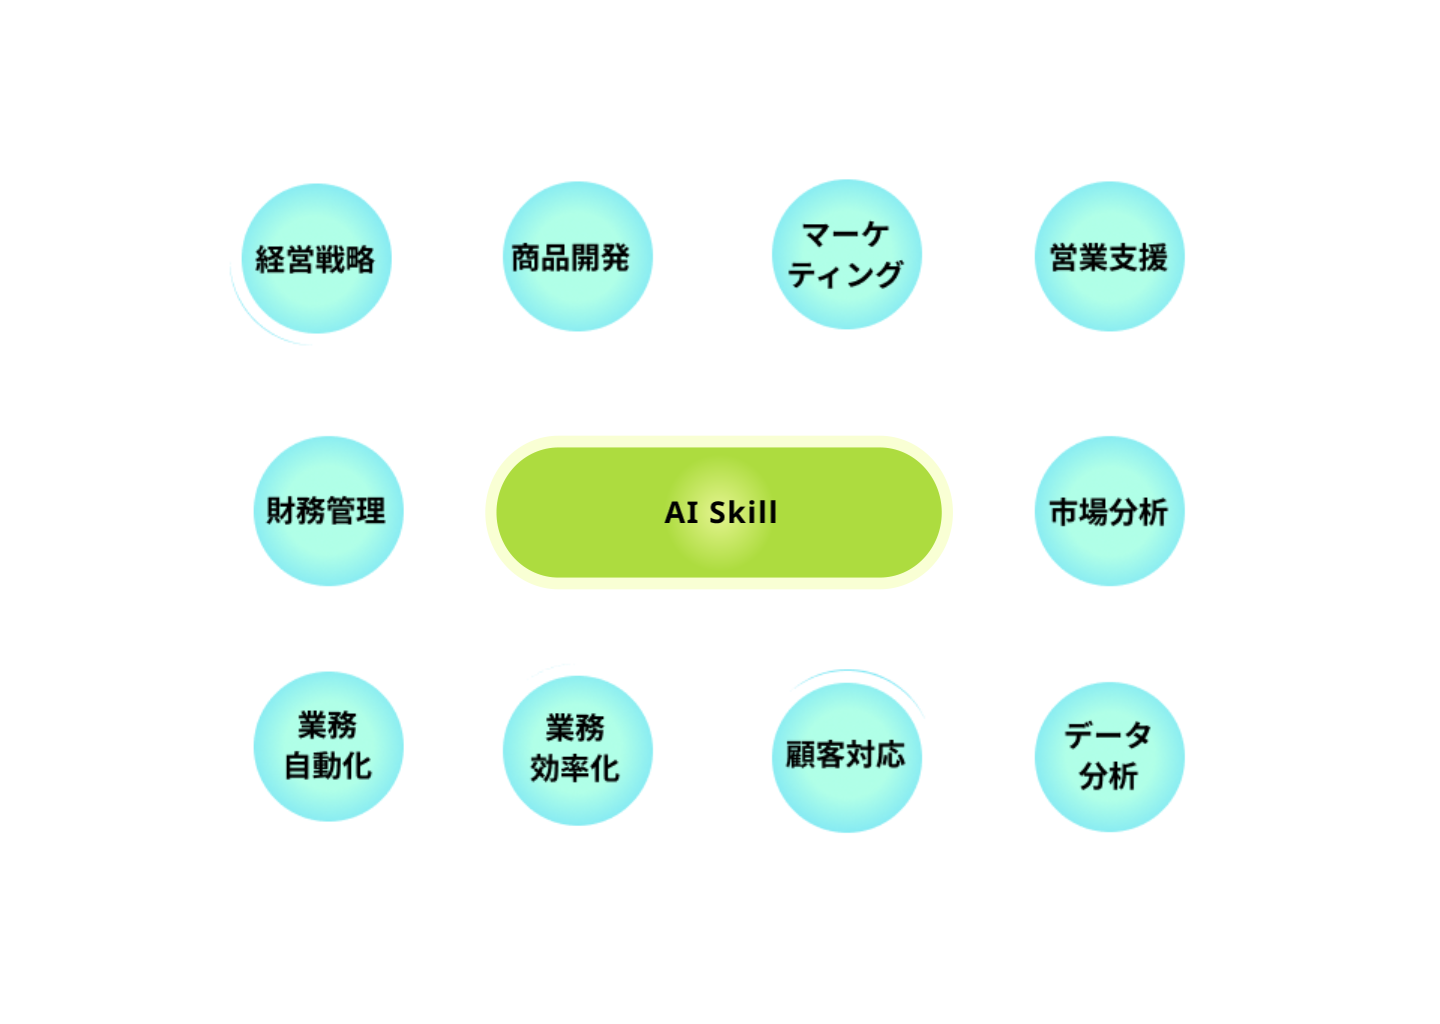 経営戦略
商品開発
マーケ
ティング
営業支援
財務管理
AI Skill
市場分析
業務
自動化
業務
効率化
顧客対応
データ
分析